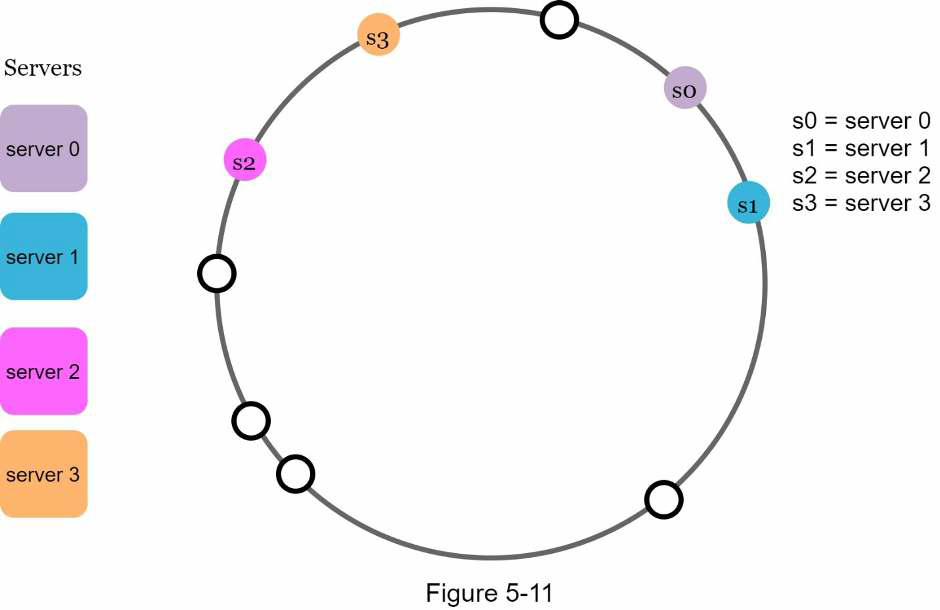 Servers
server 0
server 1
server 2
server 3
s3
s0
s2
s1
s0 = server 0
s1 = server 1
s2 = server 2
s3 = server 3
Figure 5-11